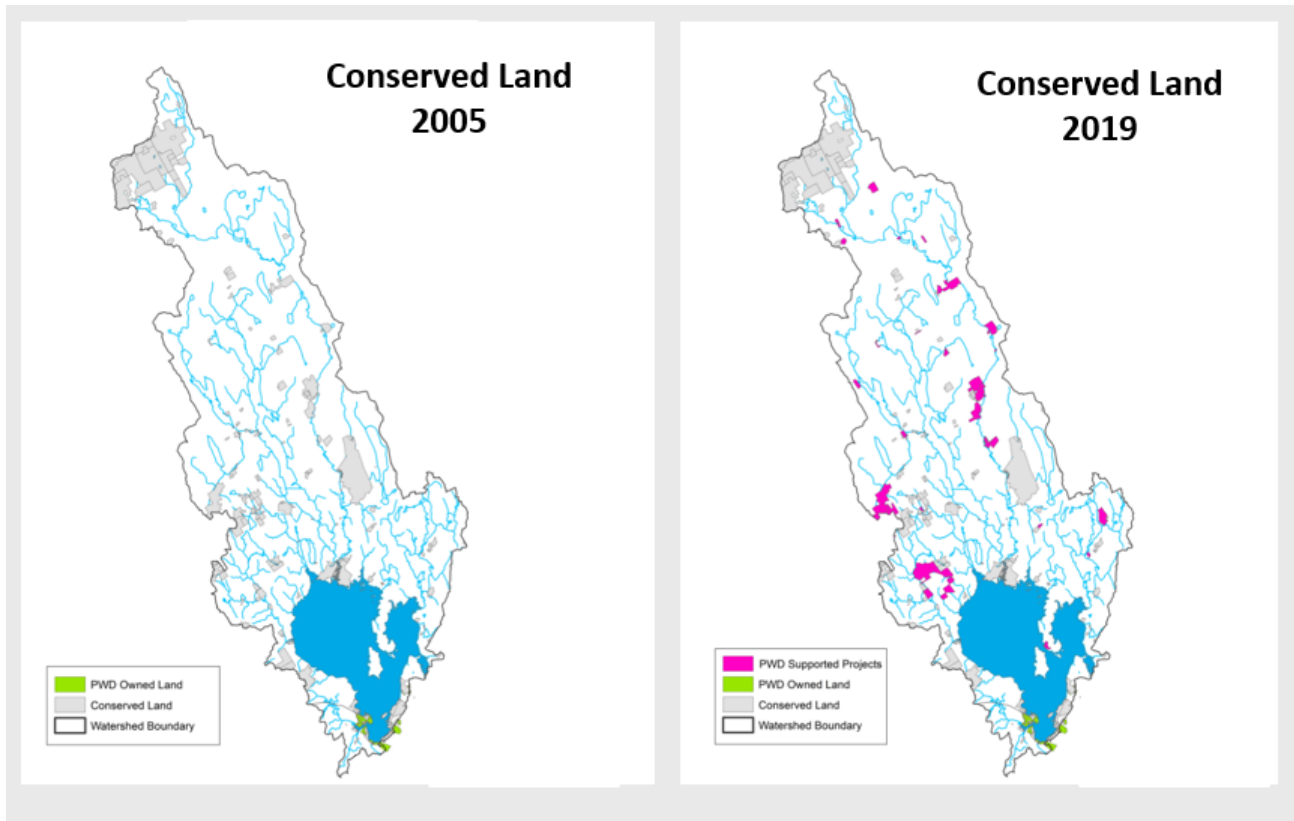 Conserved Land
2005
PWD Owned Land
Conserved Land
Watershed Boundary
Conserved Land
2019
PWD Supported Projects
PWD Owned Land
Conserved Land
Watershed Boundary